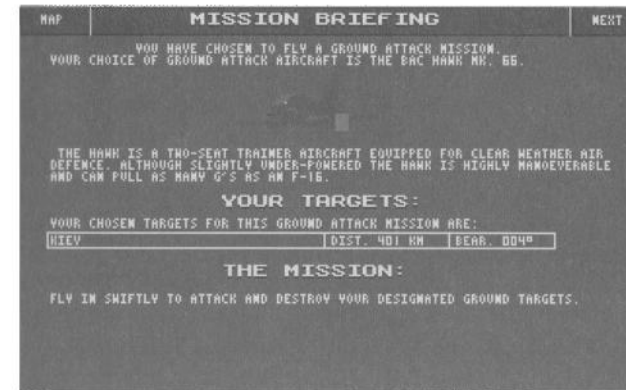 MAP
MISSION BRIEFING
NEXT
YOU HAVE CHOSEN TO FLY A GROUND ATTACK MISSION.
YOUR CHOICE OF GROUND ATTACK AIRCRAFT IS THE BAC HAWK MK. 66.
THE HAWK IS A TWO-SEAT TRAINER AIRCRAFT EQUIPPED FOR CLEAR WEATHER AIR
DEFENCE. ALTHOUGH SLIGHTLY UNDER-POWERED THE HAWK IS HIGHLY MANOEVERABLE
AND CAN PULL AS MANY G'S AS AN F-16.
YOUR TARGETS:
YOUR CHOSEN TARGETS FOR THIS GROUND ATTACK MISSION ARE:
KIEV DIST. 401 KM BEAR. 004°
THE MISSION:
FLY IN SWIFTLY TO ATTACK AND DESTROY YOUR DESIGNATED GROUND TARGETS.